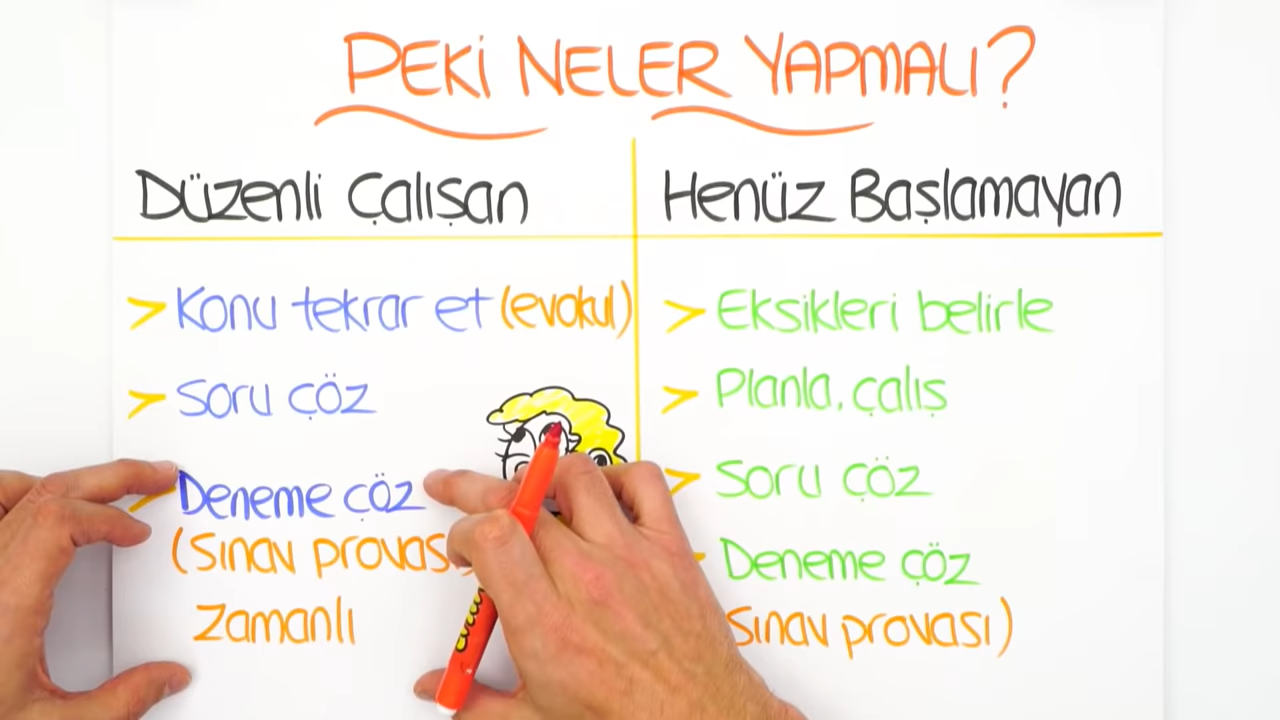 PEKİ NELER YAPMALI?
Düzenli Çalışan
Henüz Başlamayan
> Konu tekrar et (evokul)
> Soru çöz
> Deneme çöz
(Sınav provas
zamanlı
> Eksikleri belirle
> Planla, çalış
> Soru çöz
Deneme çöz
Sınav provası)